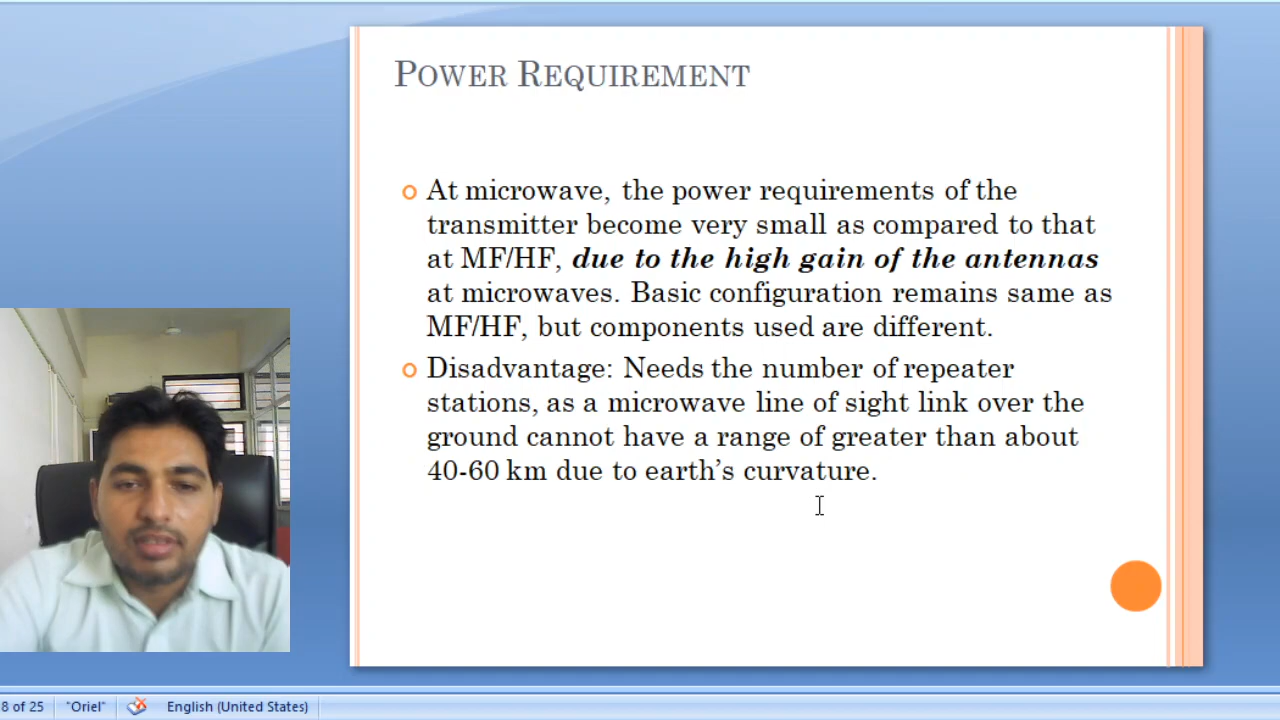 POWER REQUIREMENT
At microwave, the power requirements of the
transmitter become very small as compared to that
at MF/HF, due to the high gain of the antennas
at microwaves. Basic configuration remains same as
MF/HF, but components used are different.
Disadvantage: Needs the number of repeater
stations, as a microwave line of sight link over the
ground cannot have a range of greater than about
40-60 km due to earth’s curvature.
8 of 25 "Oriel" English (United States)